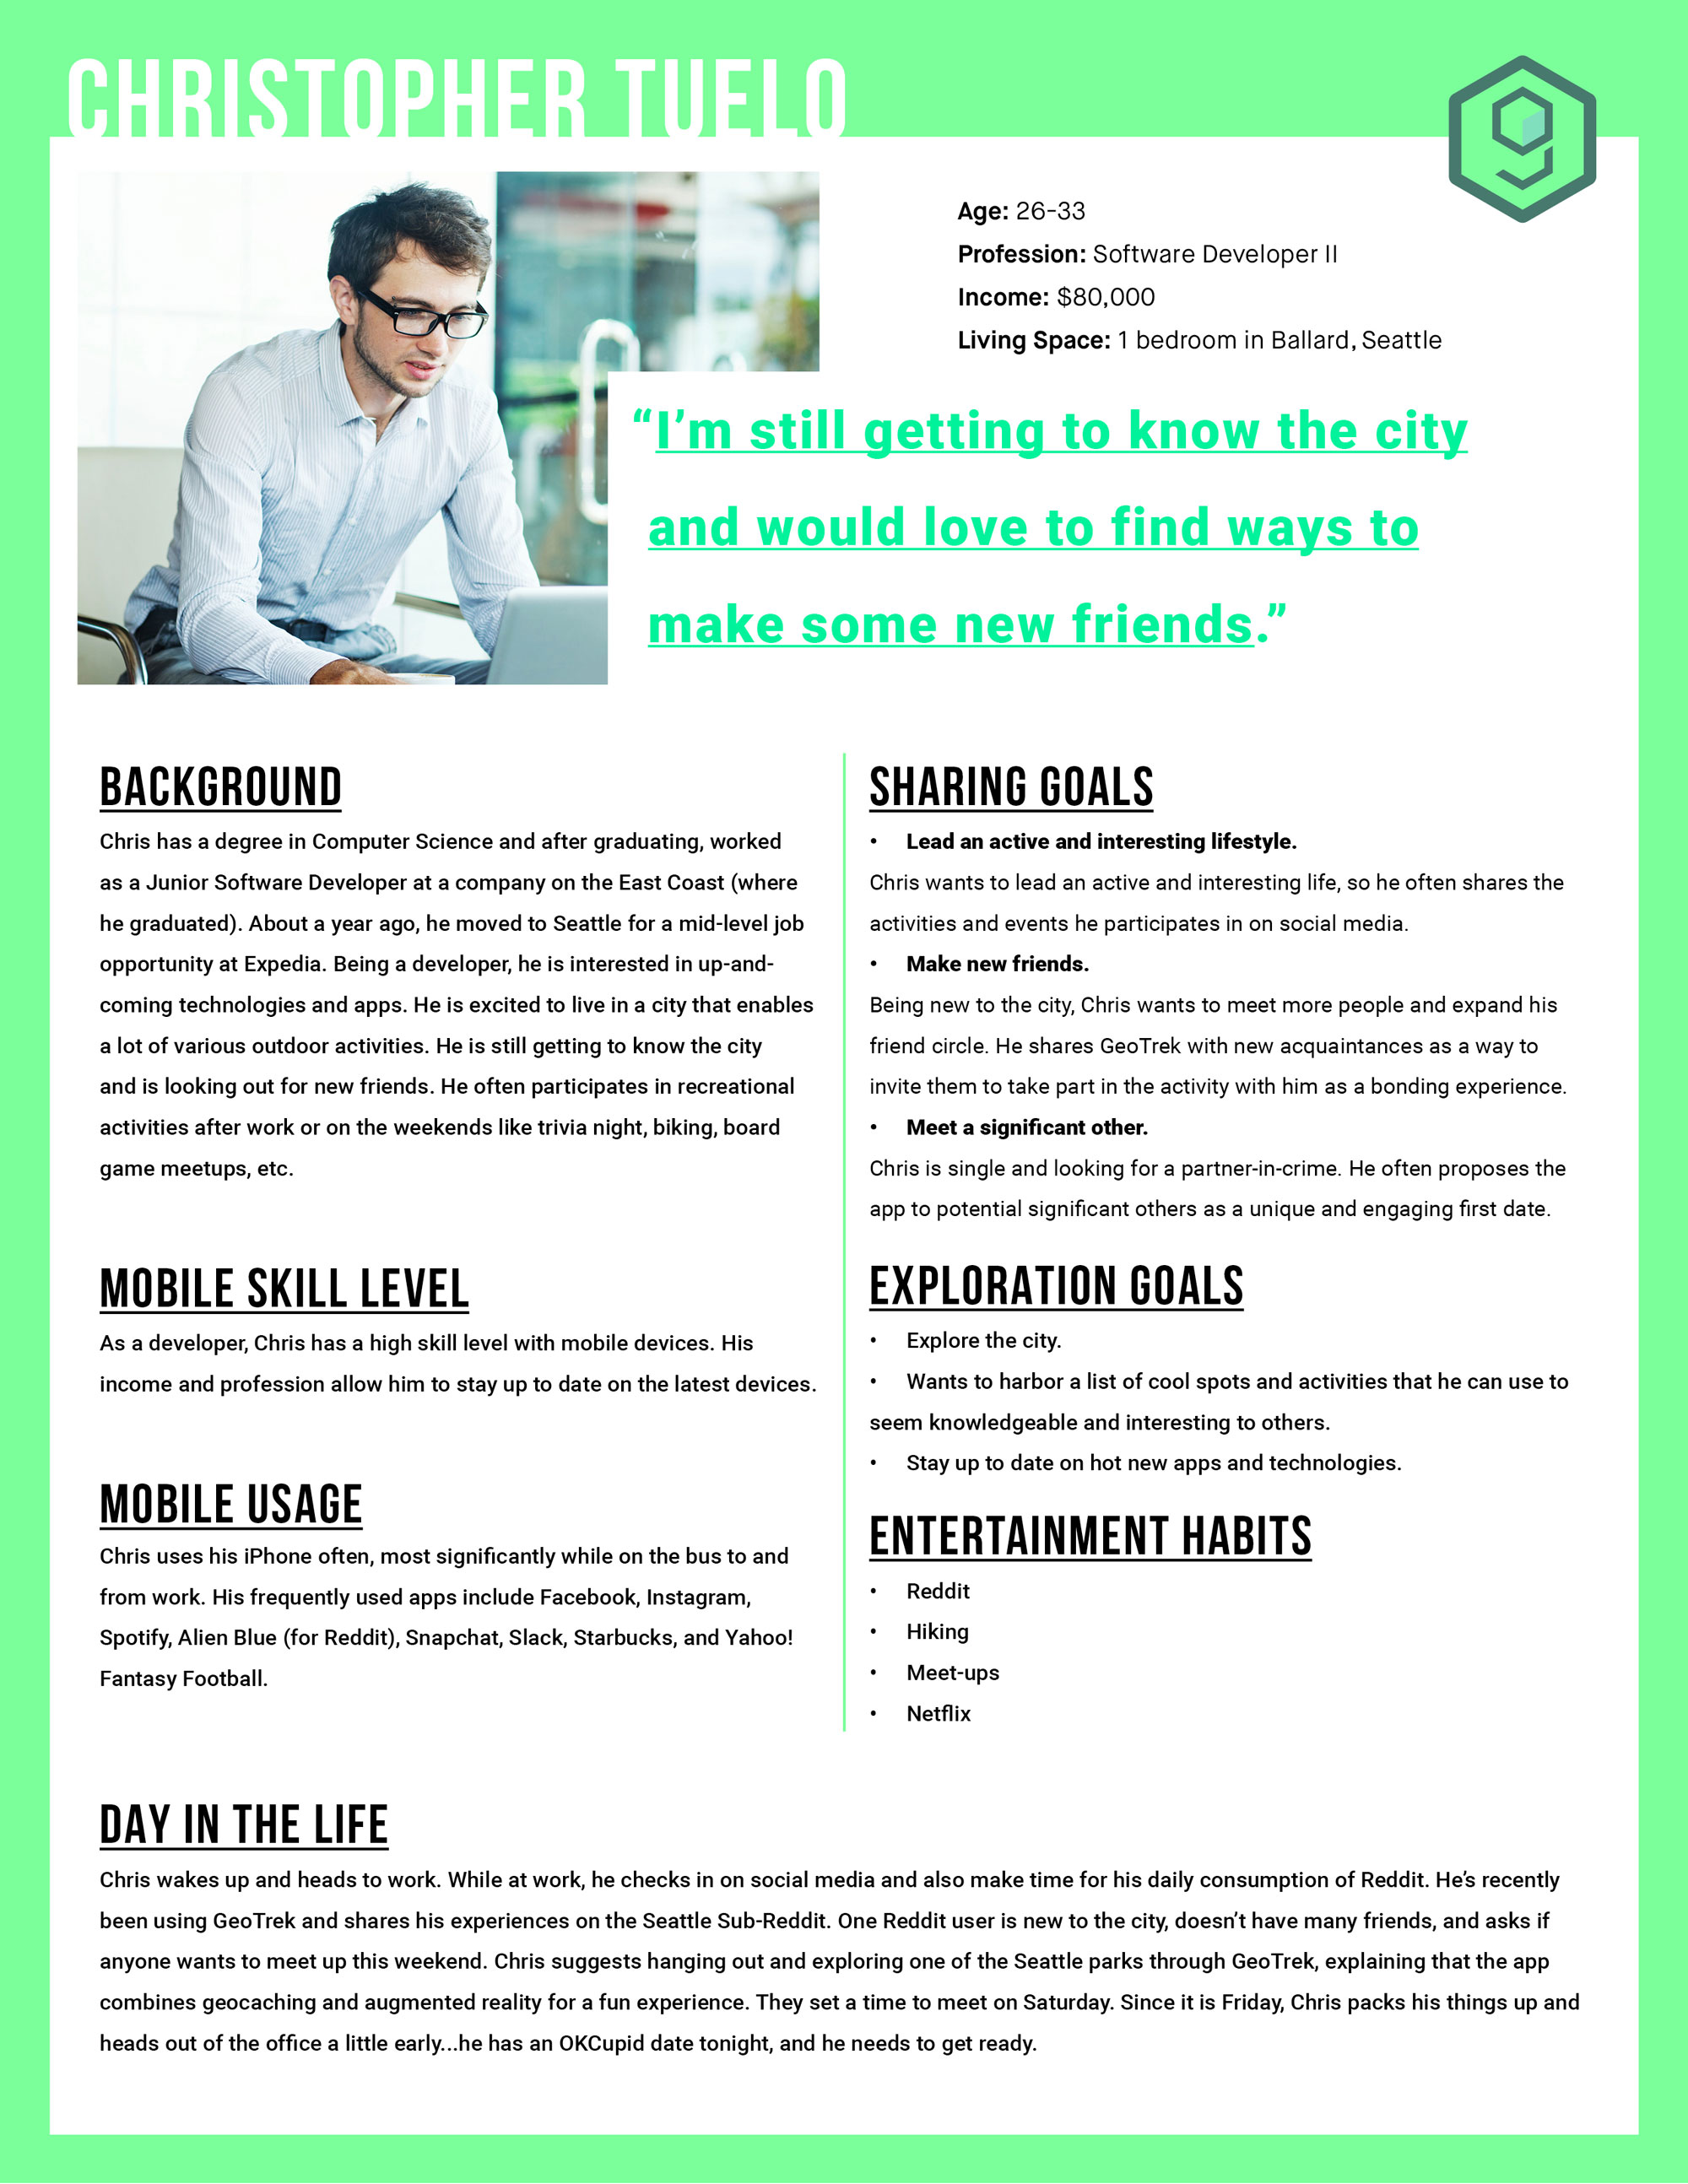 CHRISTOPHER TUELO
Age: 26-33
Profession: Software Developer II
Income: $80,000
Living Space: 1 bedroom in Ballard, Seattle
“I’m still getting to know the city
and would love to find ways to
make some new friends.”
BACKGROUND
Chris has a degree in Computer Science and after graduating, worked
as a Junior Software Developer at a company on the East Coast (where
he graduated). About a year ago, he moved to Seattle for a mid-level job
opportunity at Expedia. Being a developer, he is interested in up-and-
coming technologies and apps. He is excited to live in a city that enables
a lot of various outdoor activities. He is still getting to know the city
and is looking out for new friends. He often participates in recreational
activities after work or on the weekends like trivia night, biking, board
game meetups, etc.
MOBILE SKILL LEVEL
As a developer, Chris has a high skill level with mobile devices. His
income and profession allow him to stay up to date on the latest devices.
MOBILE USAGE
Chris uses his iPhone often, most significantly while on the bus to and
from work. His frequently used apps include Facebook, Instagram,
Spotify, Alien Blue (for Reddit), Snapchat, Slack, Starbucks, and Yahoo!
Fantasy Football.
SHARING GOALS
• Lead an active and interesting lifestyle.
Chris wants to lead an active and interesting life, so he often shares the
activities and events he participates in on social media.
• Make new friends.
Being new to the city, Chris wants to meet more people and expand his
friend circle. He shares GeoTrek with new acquaintances as a way to
invite them to take part in the activity with him as a bonding experience.
• Meet a significant other.
Chris is single and looking for a partner-in-crime. He often proposes the
app to potential significant others as a unique and engaging first date.
EXPLORATION GOALS
• Explore the city.
• Wants to harbor a list of cool spots and activities that he can use to
seem knowledgeable and interesting to others.
• Stay up to date on hot new apps and technologies.
ENTERTAINMENT HABITS
• Reddit
• Hiking
• Meet-ups
• Netflix
DAY IN THE LIFE
Chris wakes up and heads to work. While at work, he checks in on social media and also make time for his daily consumption of Reddit. He’s recently
been using GeoTrek and shares his experiences on the Seattle Sub-Reddit. One Reddit user is new to the city, doesn’t have many friends, and asks if
anyone wants to meet up this weekend. Chris suggests hanging out and exploring one of the Seattle parks through GeoTrek, explaining that the app
combines geocaching and augmented reality for a fun experience. They set a time to meet on Saturday. Since it is Friday, Chris packs his things up and
heads out of the office a little early...he has an OKCupid date tonight, and he needs to get ready.